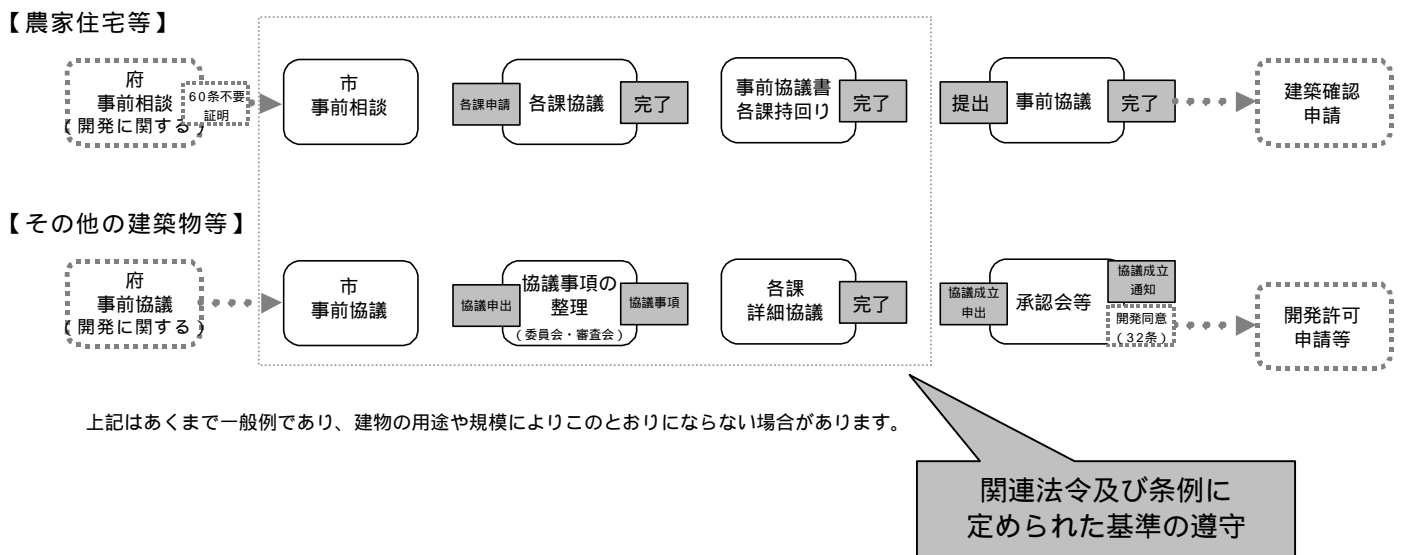 【農家住宅等】
府
事前相談
(開発に関する)
60条不要
証明
市
事前相談
各課申請
各課協議
完了
事前協議書
各課持回り
完了
提出
事前協議
完了
建築確認
申請
【その他の建築物等】
府
事前協議
(開発に関する)
市
事前協議
協議申出
協議事項の
整理
(委員会・審査会)
協議事項
各課
詳細協議
完了
協議成立
申出
承認会等
協議成立
通知
開発同意
(32条)
開発許可
申請等
上記はあくまで一般例であり、建物の用途や規模によりこのとおりにならない場合があります。
関連法令及び条例に
定められた基準の遵守